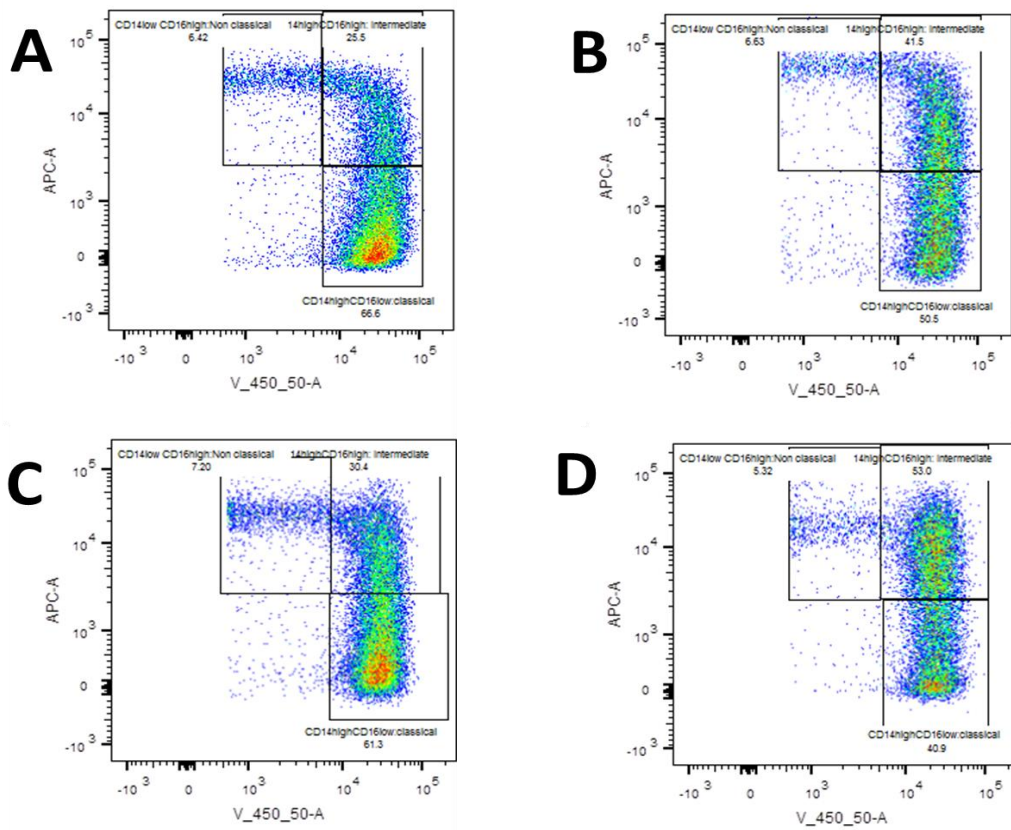 A
CD14low CD16high:Non classical
6.42
14highCD16high: Intermediate
25.5
10 5
10 4
10 3
0
-10 3
APC-A
CD14highCD16low:classical
66.6
-10 3
0
10 3
10 4
10 5
V_450_50-A
B
CD14low CD16high:Non classical
6.63
14highCD16high: Intermediate
41.5
10 5
10 4
10 3
0
-10 3
APC-A
CD14highCD16low:classical
50.5
-10 3
0
10 3
10 4
10 5
V_450_50-A
C
CD14low CD16high:Non classical
7.20
14highCD16high: Intermediate
30.4
10 5
10 4
10 3
0
-10 3
APC-A
CD14highCD16low:classical
61.3
-10 3
0
10 3
10 4
10 5
V_450_50-A
D
CD14low CD16high:Non classical
5.32
14highCD16high: Intermediate
53.0
10 5
10 4
10 3
0
-10 3
APC-A
CD14highCD16low:classical
40.9
-10 3
0
10 3
10 4
10 5
V_450_50-A